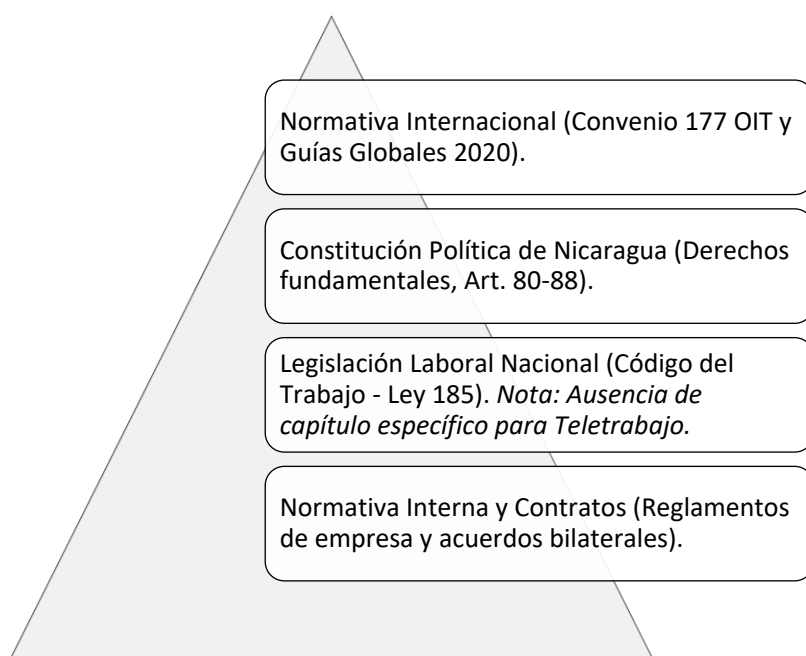 Normativa Internacional (Convenio 177 OIT y
Guías Globales 2020).
Constitución Política de Nicaragua (Derechos
fundamentales, Art. 80-88).
Legislación Laboral Nacional (Código del
Trabajo - Ley 185). Nota: Ausencia de
capítulo específico para Teletrabajo.
Normativa Interna y Contratos (Reglamentos
de empresa y acuerdos bilaterales).